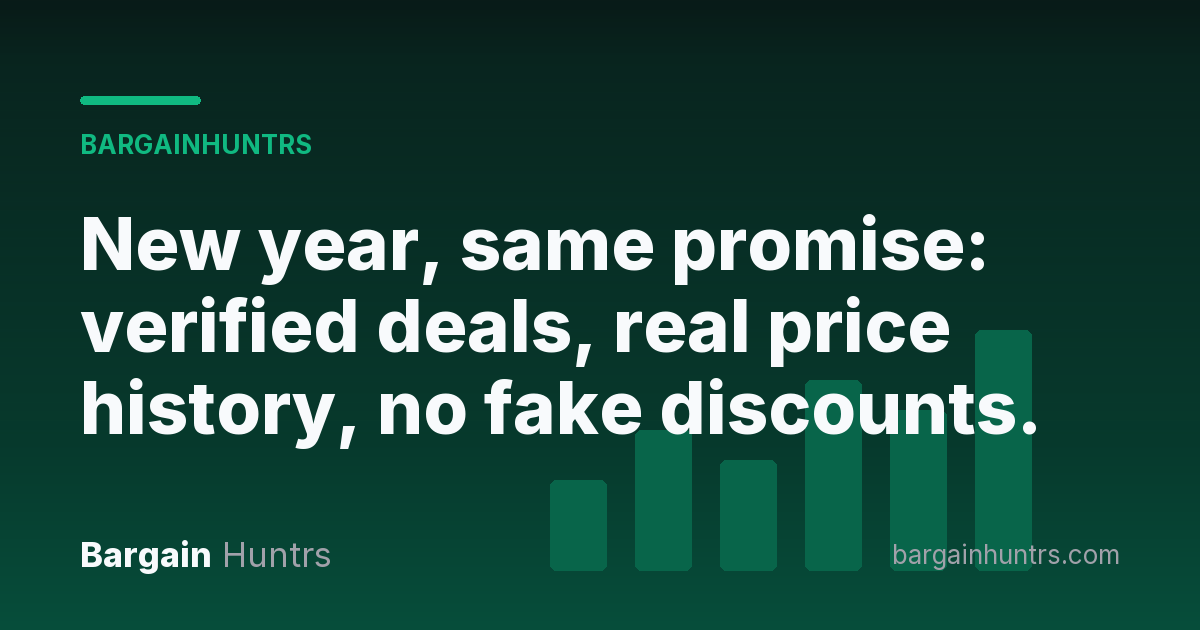 BARGAINHUNTRS
New year, same promise:
verified deals, real price
history, no fake discounts.
Bargain Huntrs
bargainhuntrs.com